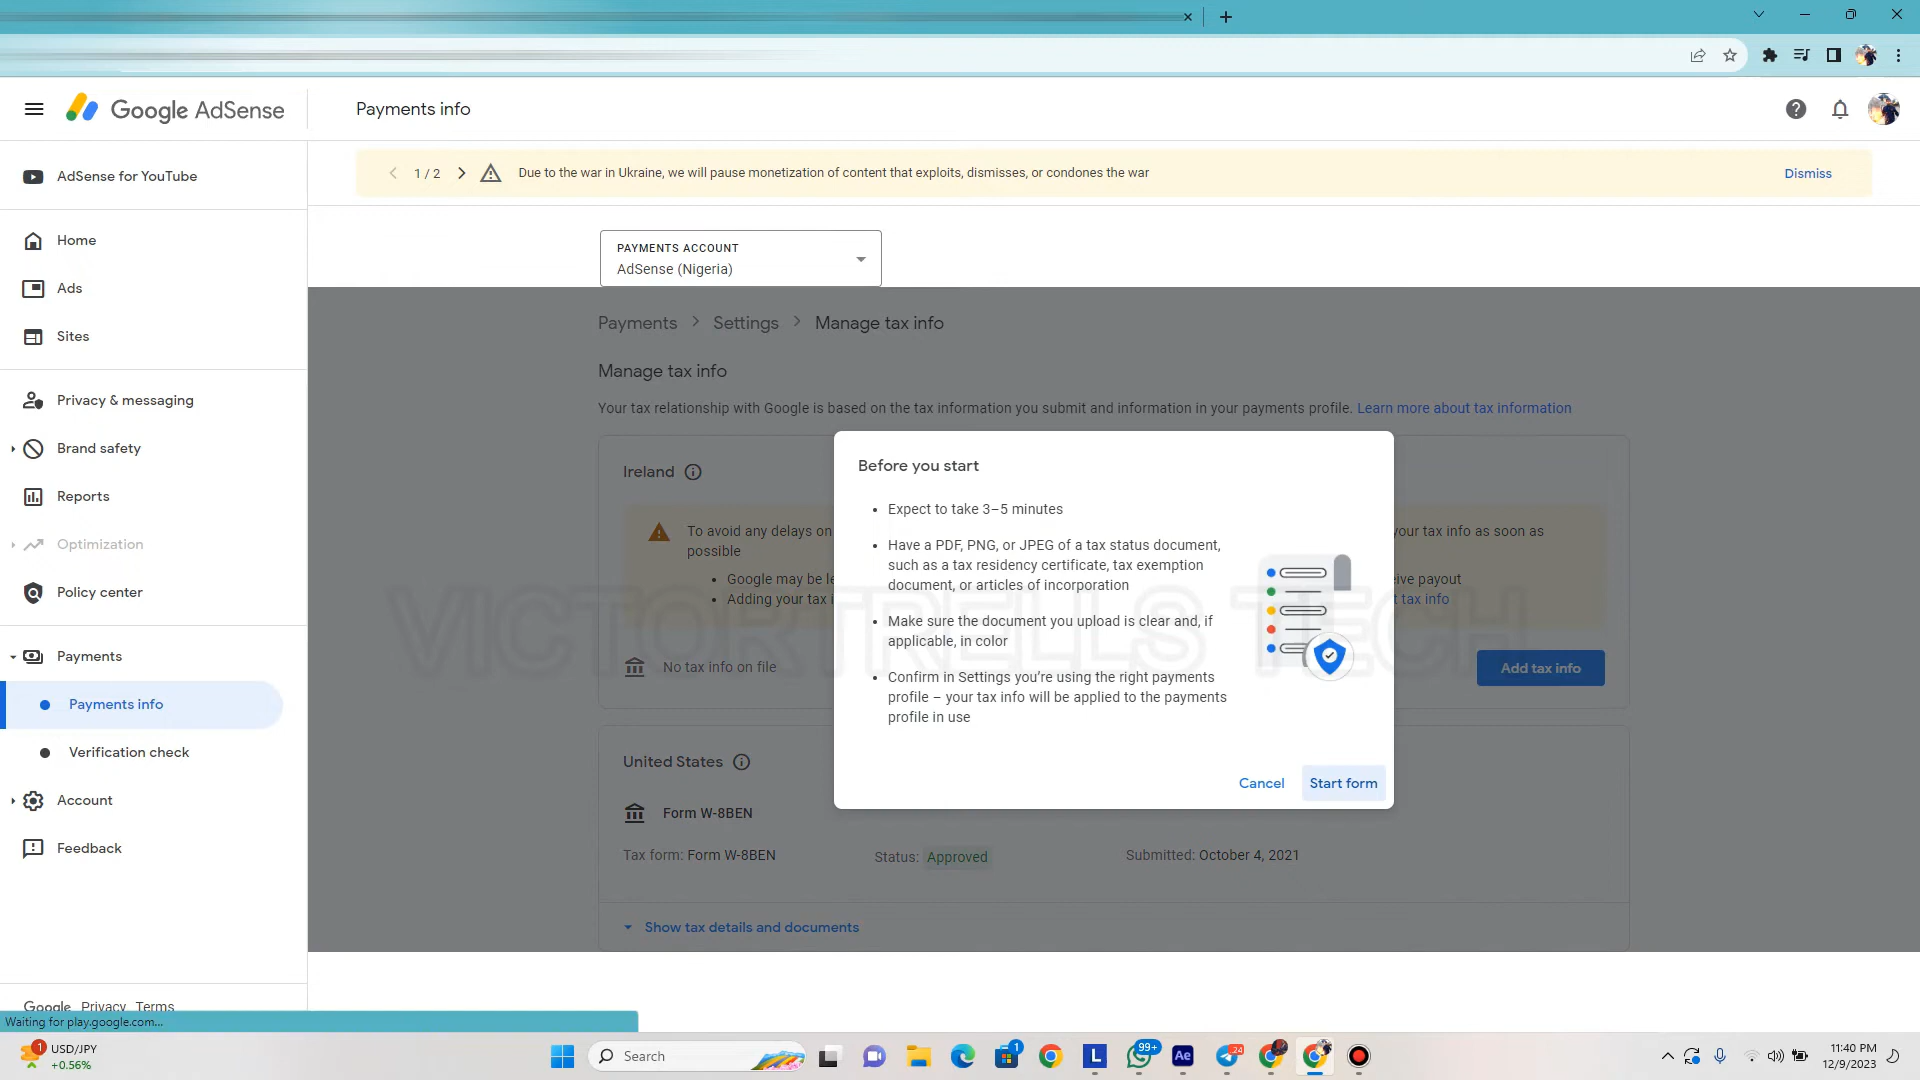 Google AdSense
Payments info
AdSense for YouTube
1 / 2
Due to the war in Ukraine, we will pause monetization of content that exploits, dismisses, or condones the war
Dismiss
Home
Ads
Sites
Privacy & messaging
Brand safety
Reports
Optimization
Policy center
Payments
Payments info
Verification check
Account
Feedback
Google Privacy Terms
Waiting for play.google.com...
PAYMENTS ACCOUNT
AdSense (Nigeria)
Payments > Settings > Manage tax info
Manage tax info
Your tax relationship with Google is based on the tax information you submit and information in your payments profile. Learn more about tax information
Ireland
To avoid any delays on
your tax info as soon as
possible
Google may be le
eive payout
Adding your tax i
t tax info
No tax info on file
Add tax info
VICTORTRELLS TECH
Before you start
Expect to take 3–5 minutes
Have a PDF, PNG, or JPEG of a tax status document,
such as a tax residency certificate, tax exemption
document, or articles of incorporation
Make sure the document you upload is clear and, if
applicable, in color
Confirm in Settings you're using the right payments
profile – your tax info will be applied to the payments
profile in use
Cancel
Start form
United States
Form W-8BEN
Tax form: Form W-8BEN
Status: Approved
Submitted: October 4, 2021
Show tax details and documents
1
USD/JPY
+0.56%
Search
1
L
99+
Ae
24
11:40 PM
12/9/2023